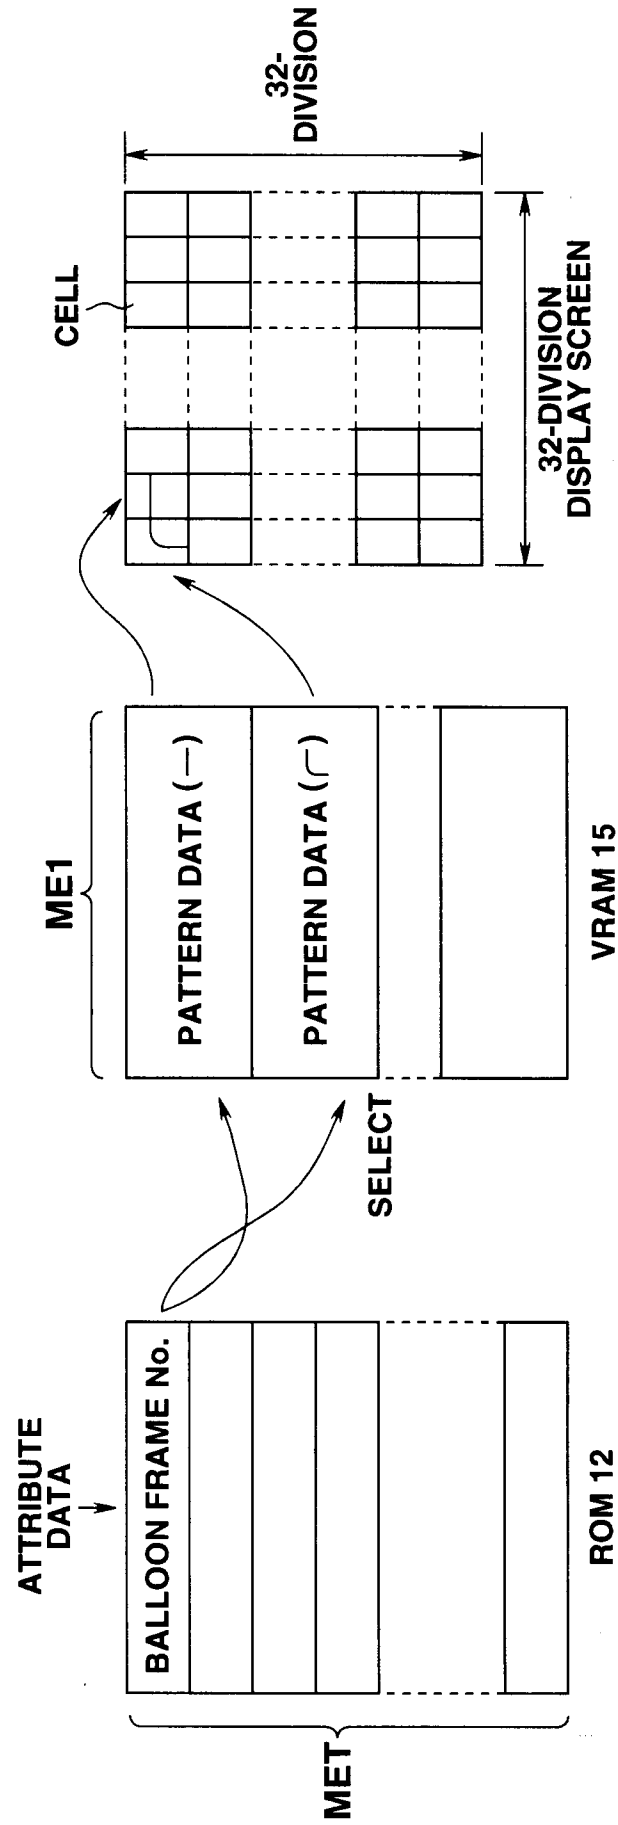 ATTRIBUTE
DATA
MET
BALLOON FRAME No.
ROM 12
SELECT
ME1
PATTERN DATA (—)
PATTERN DATA (╭)
VRAM 15
CELL
32-
DIVISION
32-DIVISION
DISPLAY SCREEN